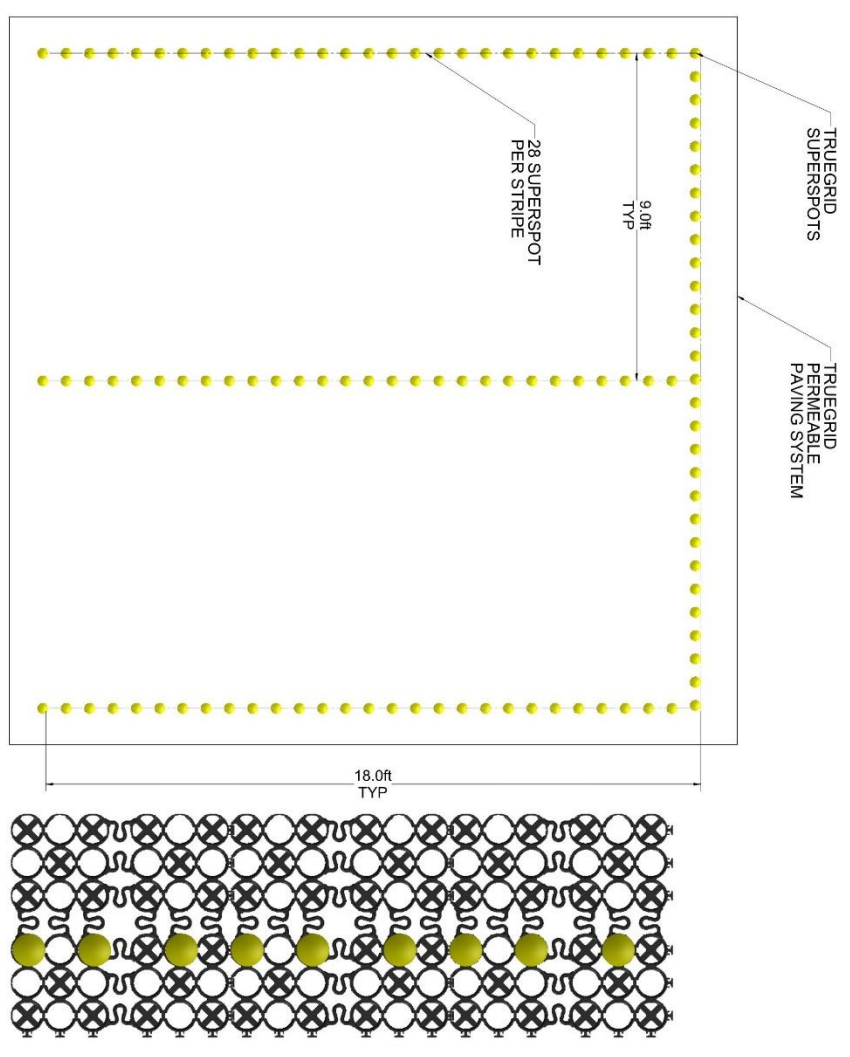 TRUEGRID
SUPERSPOTS
28 SUPERSPOT
PER STRIPE
9.0ft
TYP
TRUEGRID
PERMEABLE
PAVING SYSTEM
18.0ft
TYP